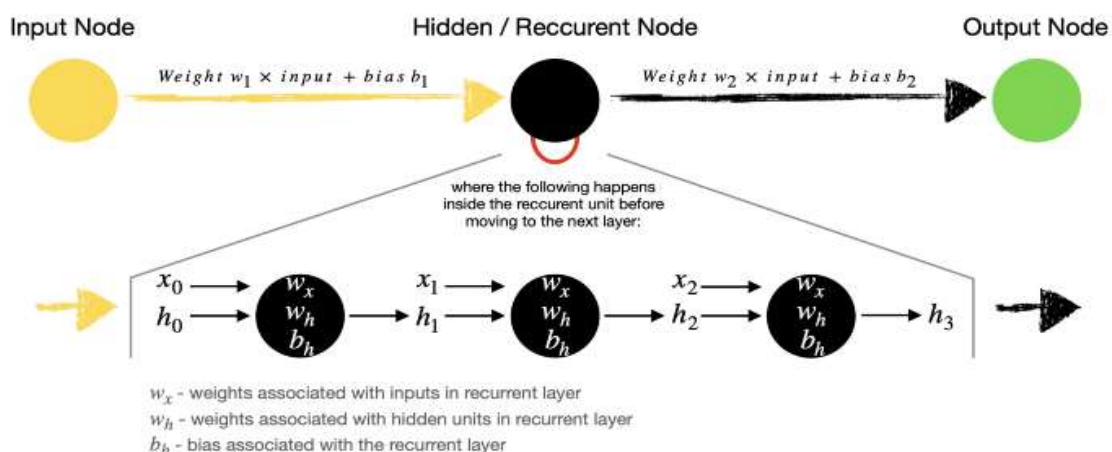 Input Node
Hidden / Reccurent Node
Output Node
Weight w₁ × input + bias b₁
Weight w₂ × input + bias b₂
where the following happens
inside the reccurent unit before
moving to the next layer:
x₀ wₓ x₁ wₓ x₂ wₓ
h₀ wₕ h₁ wₕ h₂ wₕ h₃
bₕ bₕ bₕ
wₓ - weights associated with inputs in recurrent layer
wₕ - weights associated with hidden units in recurrent layer
bₕ - bias associated with the recurrent layer